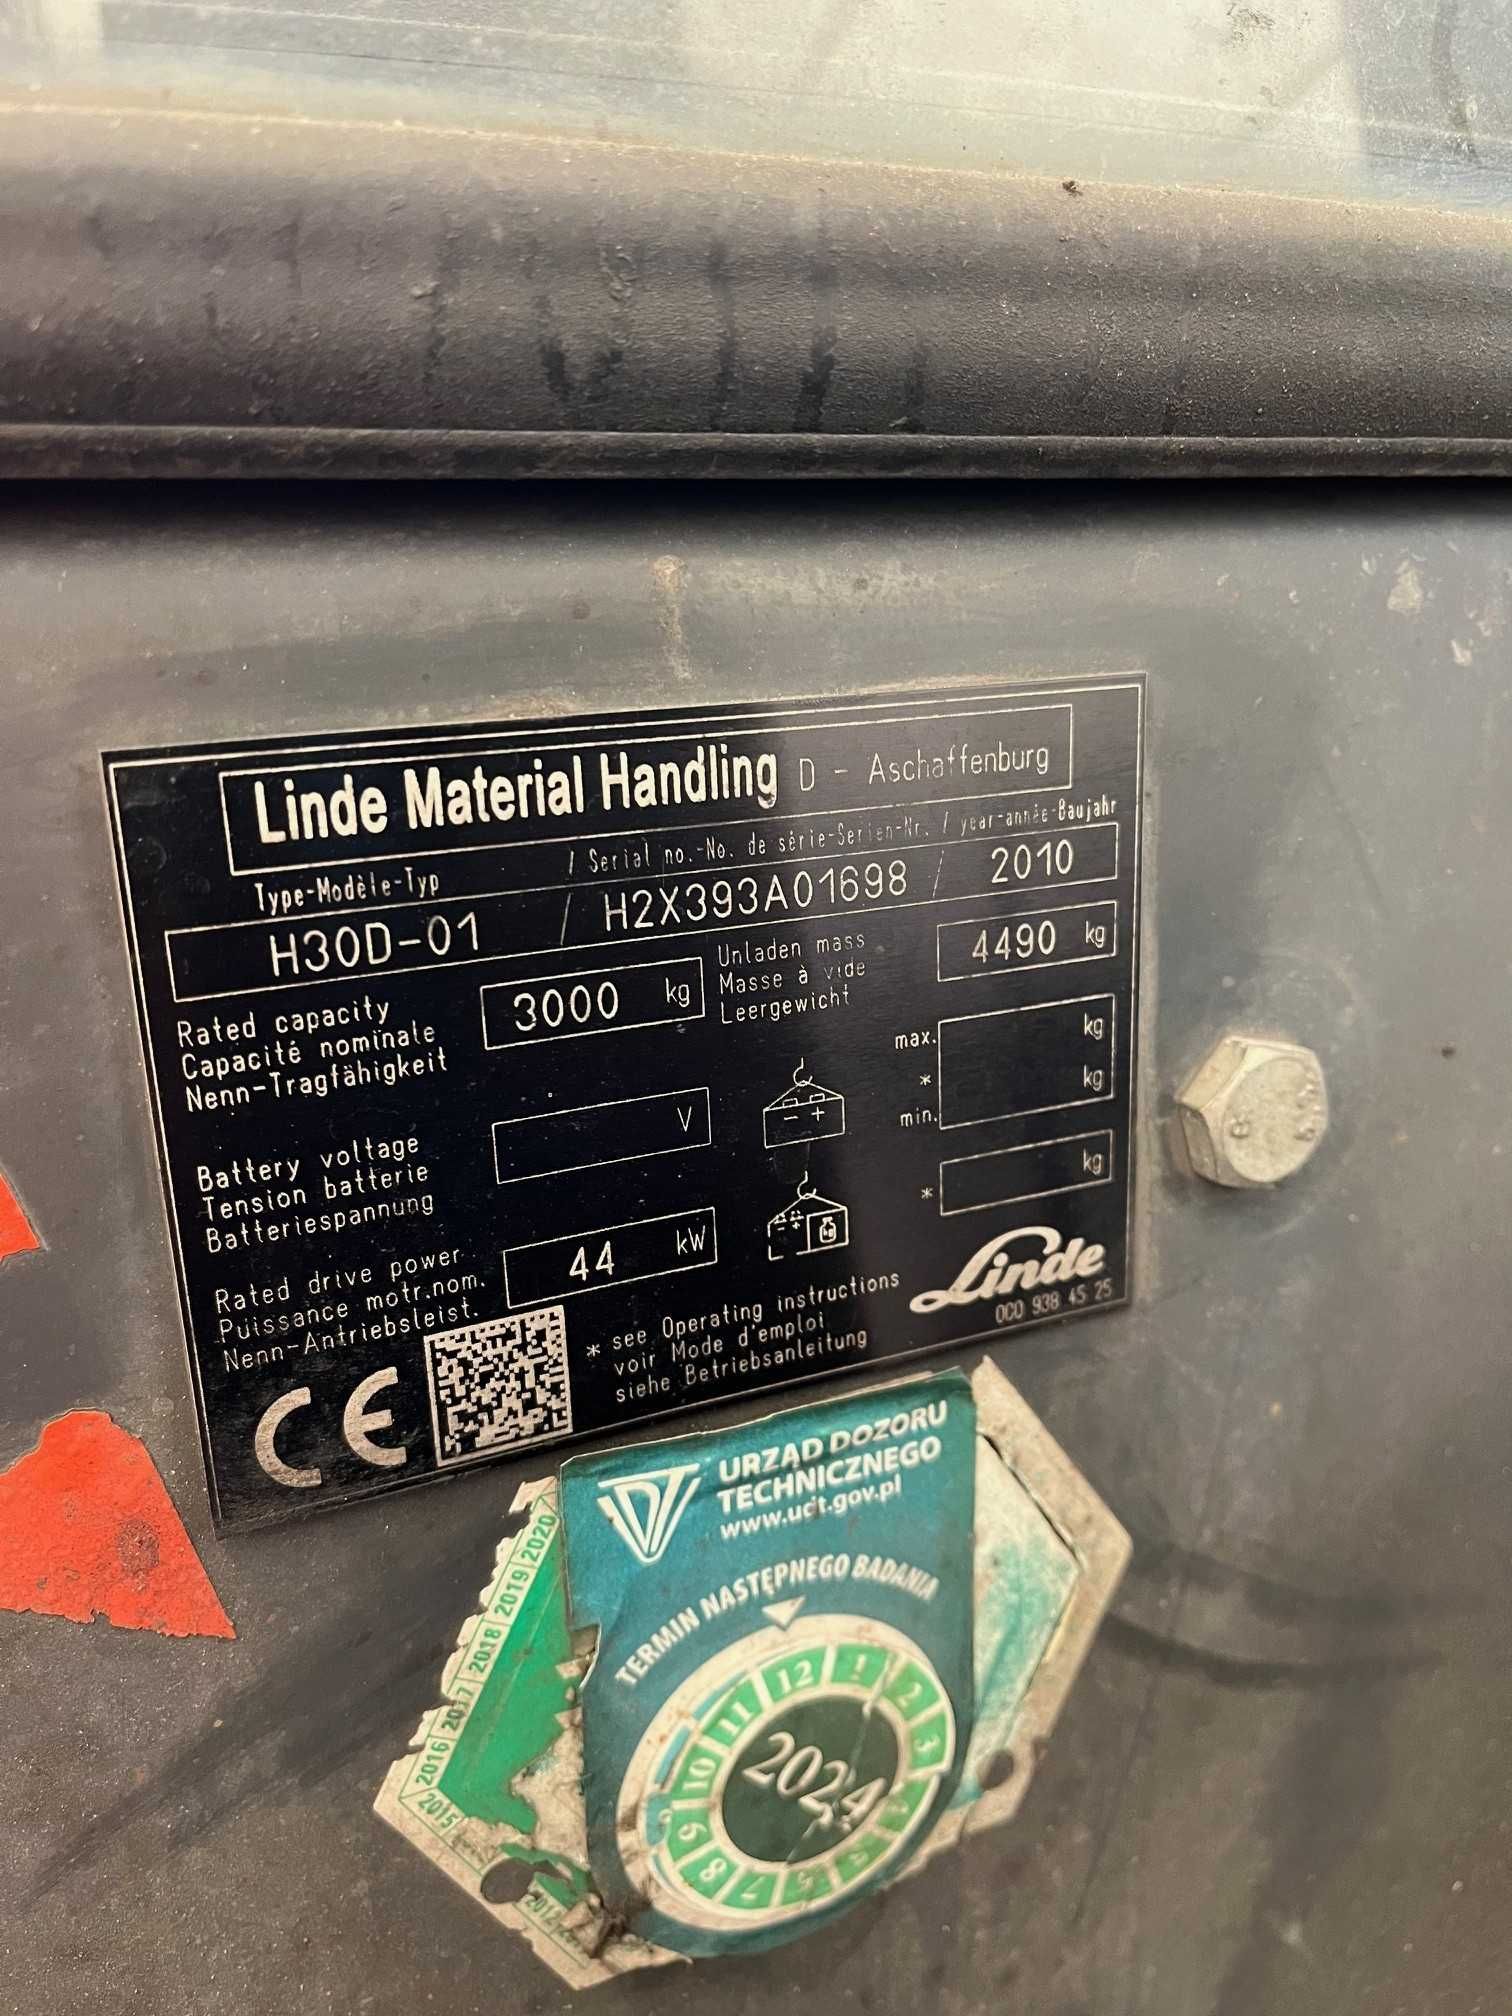 Linde Material Handling D - Aschaffenburg
Type-Modèle-Typ / Serial no.-No. de série-Serien-Nr. / year-année-Baujahr
H30D-01 / H2X393A01698 / 2010
Rated capacity
Capacité nominale
Nenn-Tragfähigkeit
3000 kg
Unladen mass
Masse à vide
Leergewicht
4490 kg
max. kg
*
min. kg
Battery voltage
Tension batterie
Batteriespannung
V
* kg
Rated drive power
Puissance motr.nom.
Nenn-Antriebsleist.
44 kW
* see Operating instructions
voir Mode d'emploi
siehe Betriebsanleitung
Linde
000 938 45 25
CE
URZĄD DOZORU
TECHNICZNEGO
www.udt.gov.pl
TERMIN NASTĘPNEGO BADANIA
12 1 2 3 4 5 6 7 8 9 10 11
2024
2015 2016 2017 2018 2019 2020
2012